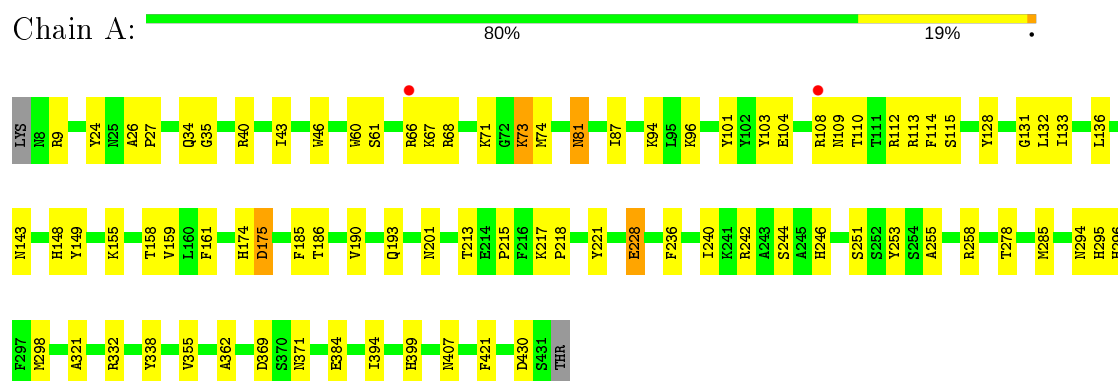 Chain A:
80% 19% •
LYS N8 R9 Y24 N25 A26 P27 Q34 G35 R40 I43 W46 W60 S61 R66 K67 R68 K71 G72 K73 M74 N81 I87 K94 L95 K96 Y101 Y102 Y103 E104 R108 N109 T110 T111 R112 R113 F114 S115 Y128 G131 L132 I133 L136
N143 H148 Y149 K155 T158 V159 L160 F161 H174 D175 F185 T186 V190 Q193 N201 T213 E214 P215 F216 K217 P218 Y221 E228 F236 I240 K241 R242 A243 S244 A245 H246 S251 S252 Y253 S254 A255 R258 T278 M285 N294 H295 H296
F297 M298 A321 R332 Y338 V355 A362 D369 S370 N371 E384 I394 H399 N407 F421 D430 S431 THR